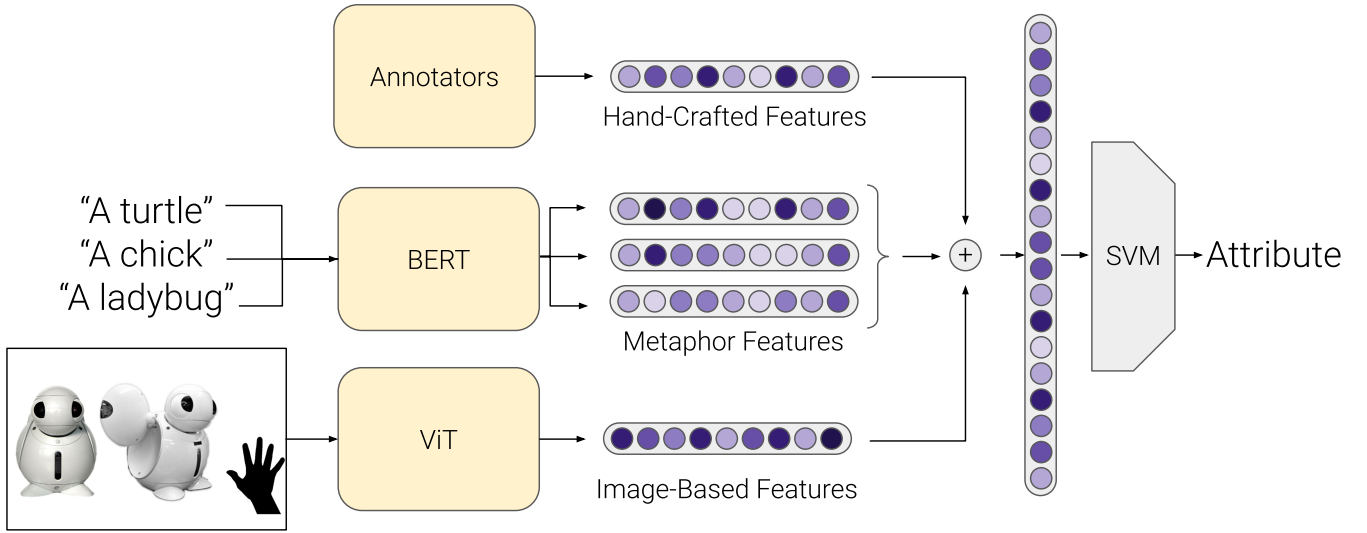 Annotators
Hand-Crafted Features
“A turtle”
“A chick”
“A ladybug”
BERT
Metaphor Features
+
SVM
Attribute
ViT
Image-Based Features